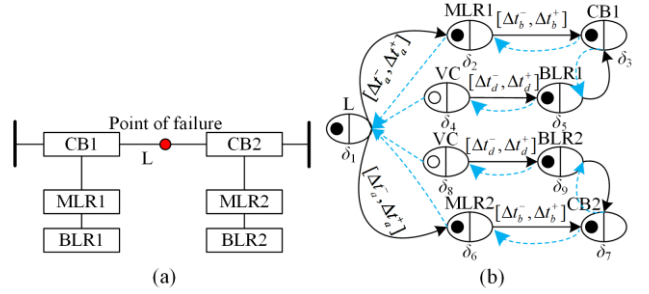 Point of failure
CB1
L
CB2
MLR1
MLR2
BLR1
BLR2
(a)
MLR1
[Δt_b^-, Δt_b^+]
CB1
δ_2
δ_3
[Δt_a^-, Δt_a^+]
VC
[Δt_d^-, Δt_d^+]
BLR1
L
δ_4
δ_5
δ_1
VC
[Δt_d^-, Δt_d^+]
BLR2
δ_8
δ_9
[Δt_a^-, Δt_a^+]
MLR2
[Δt_b^-, Δt_b^+]
CB2
δ_6
δ_7
(b)